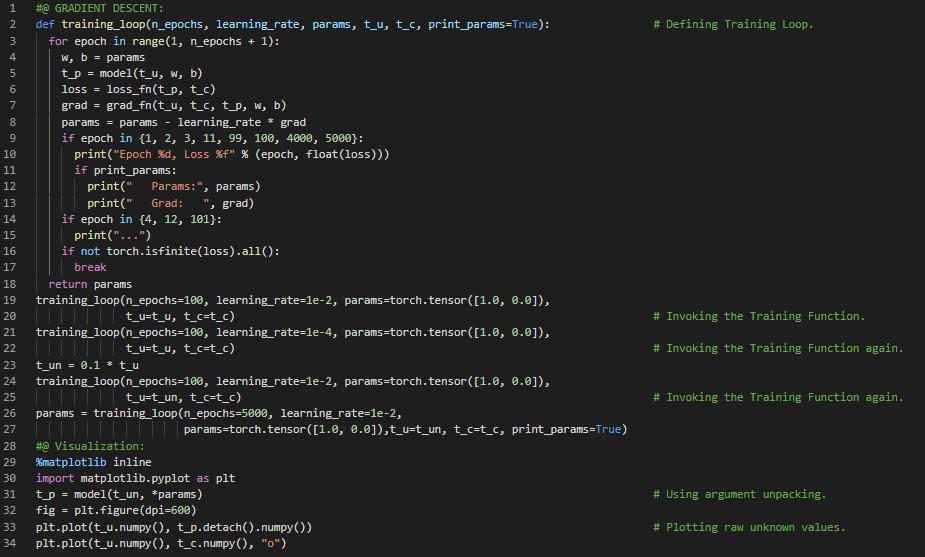 1 #@ GRADIENT DESCENT:
2 def training_loop(n_epochs, learning_rate, params, t_u, t_c, print_params=True): # Defining Training Loop.
3 for epoch in range(1, n_epochs + 1):
4 w, b = params
5 t_p = model(t_u, w, b)
6 loss = loss_fn(t_p, t_c)
7 grad = grad_fn(t_u, t_c, t_p, w, b)
8 params = params - learning_rate * grad
9 if epoch in {1, 2, 3, 11, 99, 100, 4000, 5000}:
10 print("Epoch %d, Loss %f" % (epoch, float(loss)))
11 if print_params:
12 print("   Params:", params)
13 print("   Grad:   ", grad)
14 if epoch in {4, 12, 101}:
15 print("...")
16 if not torch.isfinite(loss).all():
17 break
18 return params
19 training_loop(n_epochs=100, learning_rate=1e-2, params=torch.tensor([1.0, 0.0]),
20 t_u=t_u, t_c=t_c) # Invoking the Training Function.
21 training_loop(n_epochs=100, learning_rate=1e-4, params=torch.tensor([1.0, 0.0]),
22 t_u=t_u, t_c=t_c) # Invoking the Training Function again.
23 t_un = 0.1 * t_u
24 training_loop(n_epochs=100, learning_rate=1e-2, params=torch.tensor([1.0, 0.0]),
25 t_u=t_un, t_c=t_c) # Invoking the Training Function again.
26 params = training_loop(n_epochs=5000, learning_rate=1e-2,
27 params=torch.tensor([1.0, 0.0]),t_u=t_un, t_c=t_c, print_params=True)
28 #@ Visualization:
29 %matplotlib inline
30 import matplotlib.pyplot as plt
31 t_p = model(t_un, *params) # Using argument unpacking.
32 fig = plt.figure(dpi=600)
33 plt.plot(t_u.numpy(), t_p.detach().numpy()) # Plotting raw unknown values.
34 plt.plot(t_u.numpy(), t_c.numpy(), "o")